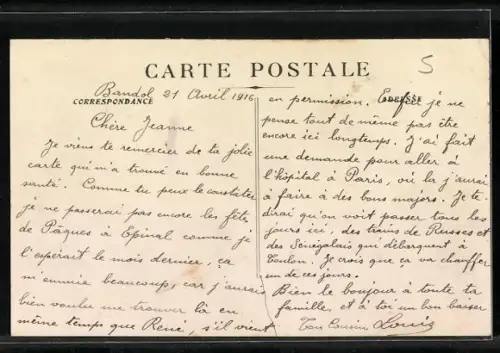 5
CARTE POSTALE
Bandol 21 Avril 1916
CORRESPONDANCE
Chère Jeanne
Je viens te remercier de ta jolie
carte qui m'a trouvé en bonne
santé. Comme tu peux le constater
je ne passerai pas encore les fêtes
de Pâques à Epinal comme je
l'espérait le mois dernier, ça
m'ennuie beaucoup, car j'aurais
bien voulu me trouver là en
même temps que René, s'il vient
en permission. Enfin je ne
ADRESSE
pense tout de même pas être
encore ici longtemps. J'ai fait
une demande pour aller à
l'hôpital à Paris, où là j'aurai
à faire à des bons majors. Je te
dirai qu'on voit passer tous les
jours ici, des trains de Russes et
des Sénégalais qui débarquent à
Toulon. Je crois que ça va chauffer
un de ces jours.
Bien le bonjour à toute ta
famille, et à toi un bon baiser
Ton Cousin Louis